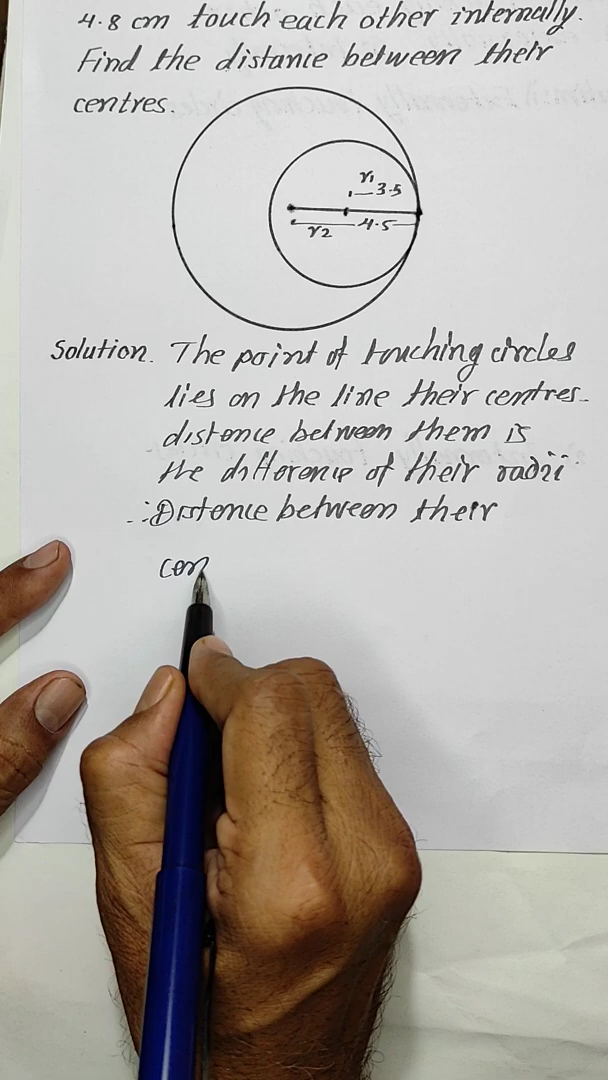 4.8 cm touch each other internally.
Find the distance between their
centres.
r1
3.5
r2
4.5
Solution. The point of touching circles
lies on the line their centres.
distance between them is
the difference of their radii
∴ Distance between their
cen